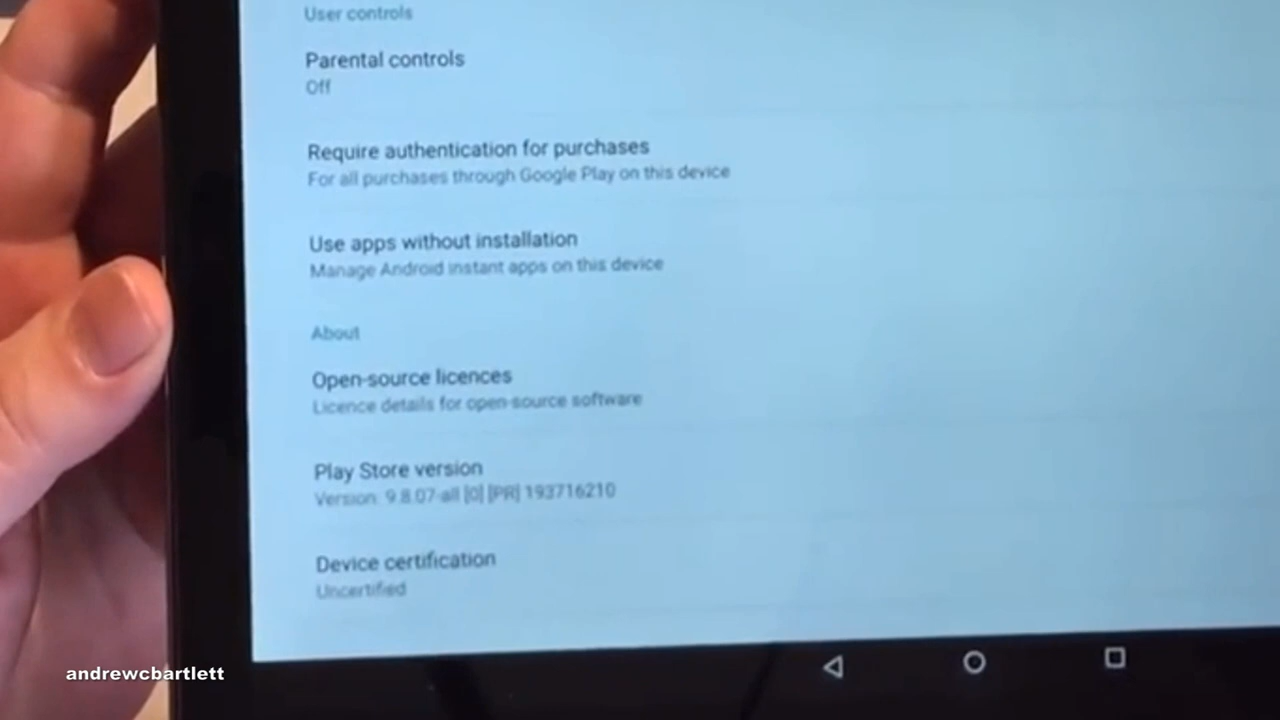 User controls
Parental controls
Off
Require authentication for purchases
For all purchases through Google Play on this device
Use apps without installation
Manage Android instant apps on this device
About
Open-source licences
Licence details for open-source software
Play Store version
Version: 9.8.07-all [0] [PR] 193716210
Device certification
Uncertified
andrewcbartlett